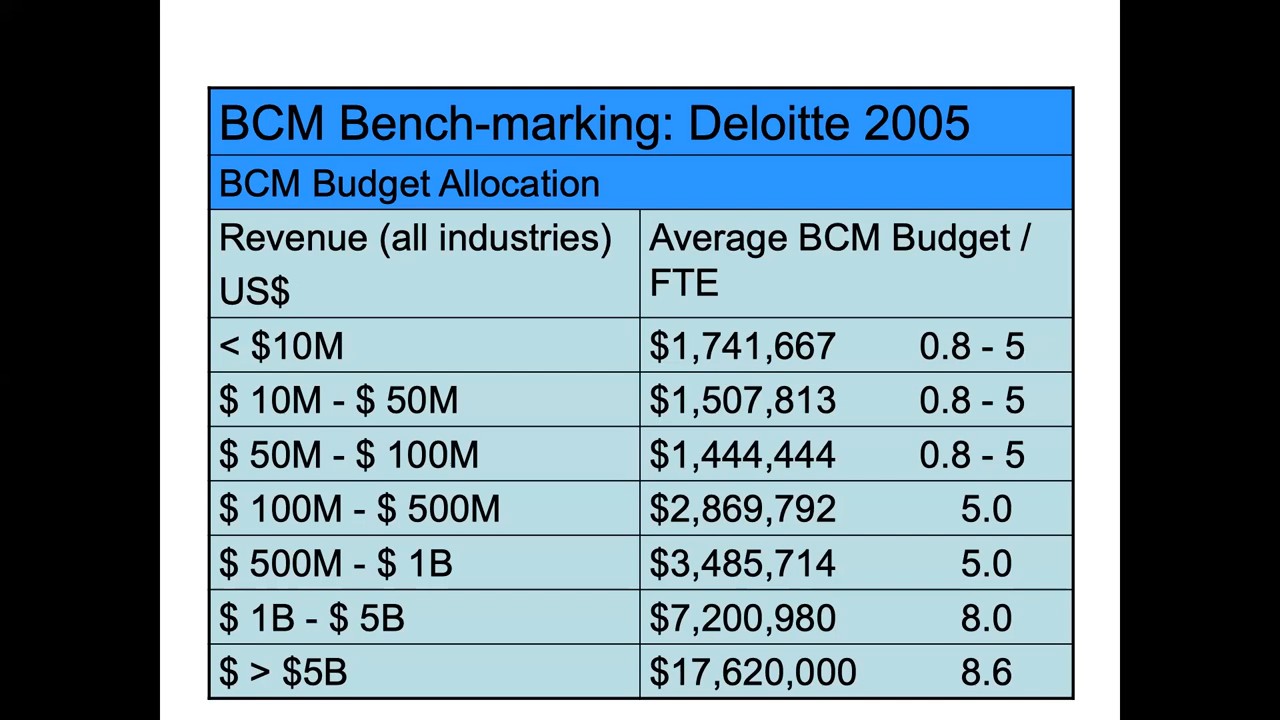 BCM Bench-marking: Deloitte 2005
BCM Budget Allocation
Revenue (all industries)
US$
Average BCM Budget /
FTE
< $10M $1,741,667 0.8 - 5
$ 10M - $ 50M $1,507,813 0.8 - 5
$ 50M - $ 100M $1,444,444 0.8 - 5
$ 100M - $ 500M $2,869,792 5.0
$ 500M - $ 1B $3,485,714 5.0
$ 1B - $ 5B $7,200,980 8.0
$ > $5B $17,620,000 8.6